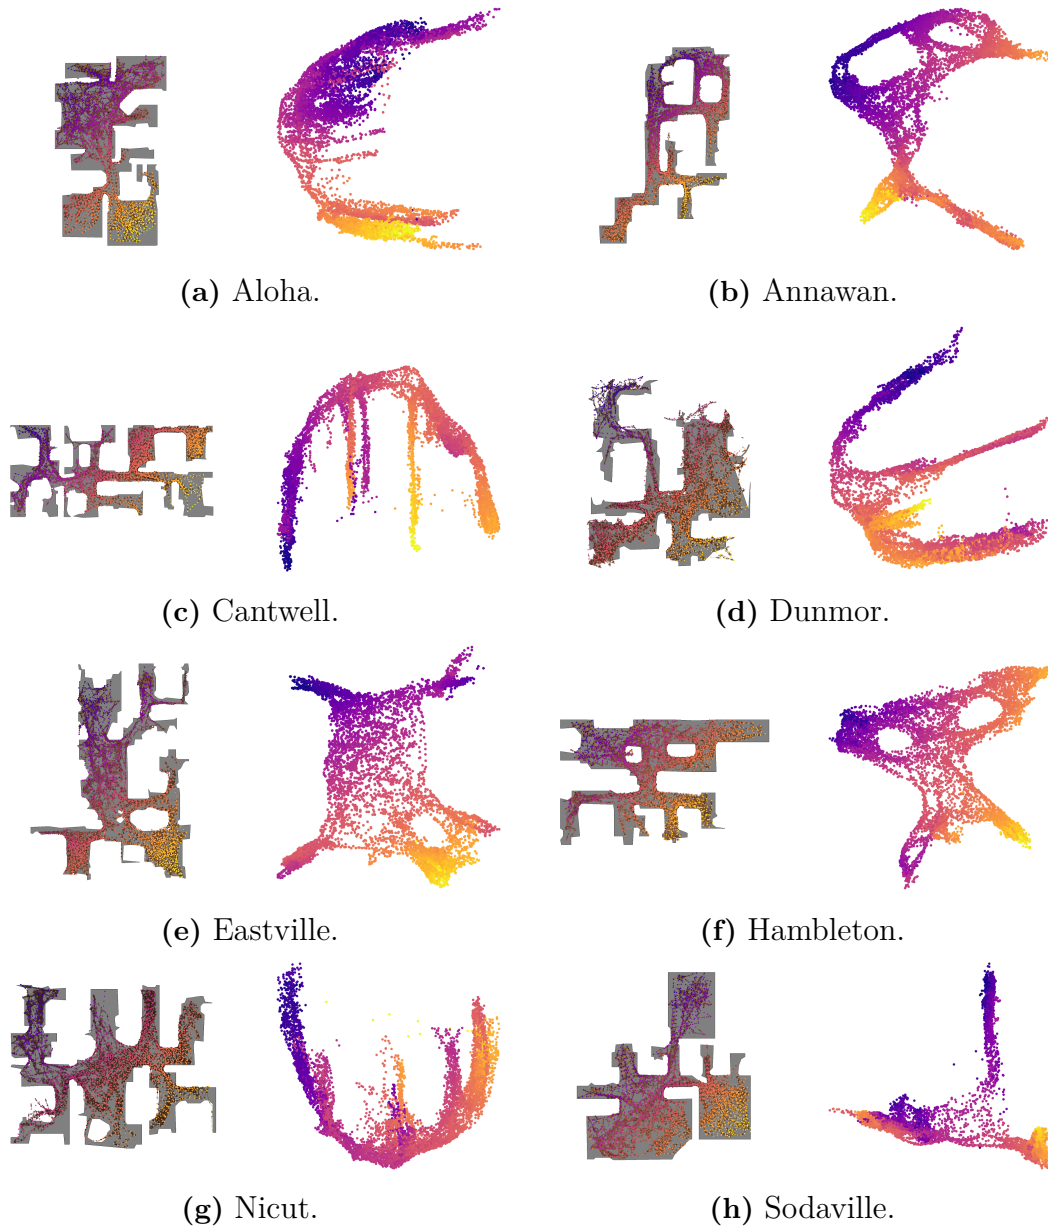 (a) Aloha.
(b) Annawan.
(c) Cantwell.
(d) Dunmor.
(e) Eastville.
(f) Hambleton.
(g) Nicut.
(h) Sodaville.